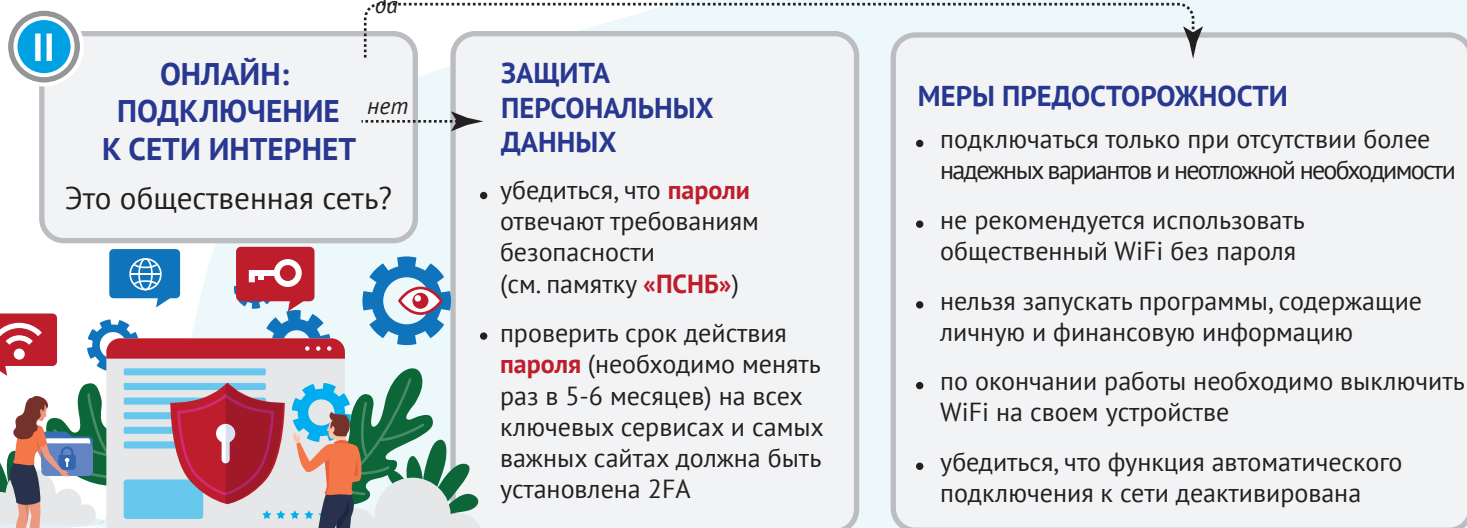 да
II
ОНЛАЙН:
ПОДКЛЮЧЕНИЕ
К СЕТИ ИНТЕРНЕТ
Это общественная сеть?
нет
ЗАЩИТА
ПЕРСОНАЛЬНЫХ
ДАННЫХ
• убедиться, что пароли
отвечают требованиям
безопасности
(см. памятку «ПСНБ»)
• проверить срок действия
пароля (необходимо менять
раз в 5-6 месяцев) на всех
ключевых сервисах и самых
важных сайтах должна быть
установлена 2FA
МЕРЫ ПРЕДОСТОРОЖНОСТИ
• подключаться только при отсутствии более
надежных вариантов и неотложной необходимости
• не рекомендуется использовать
общественный WiFi без пароля
• нельзя запускать программы, содержащие
личную и финансовую информацию
• по окончании работы необходимо выключить
WiFi на своем устройстве
• убедиться, что функция автоматического
подключения к сети деактивирована